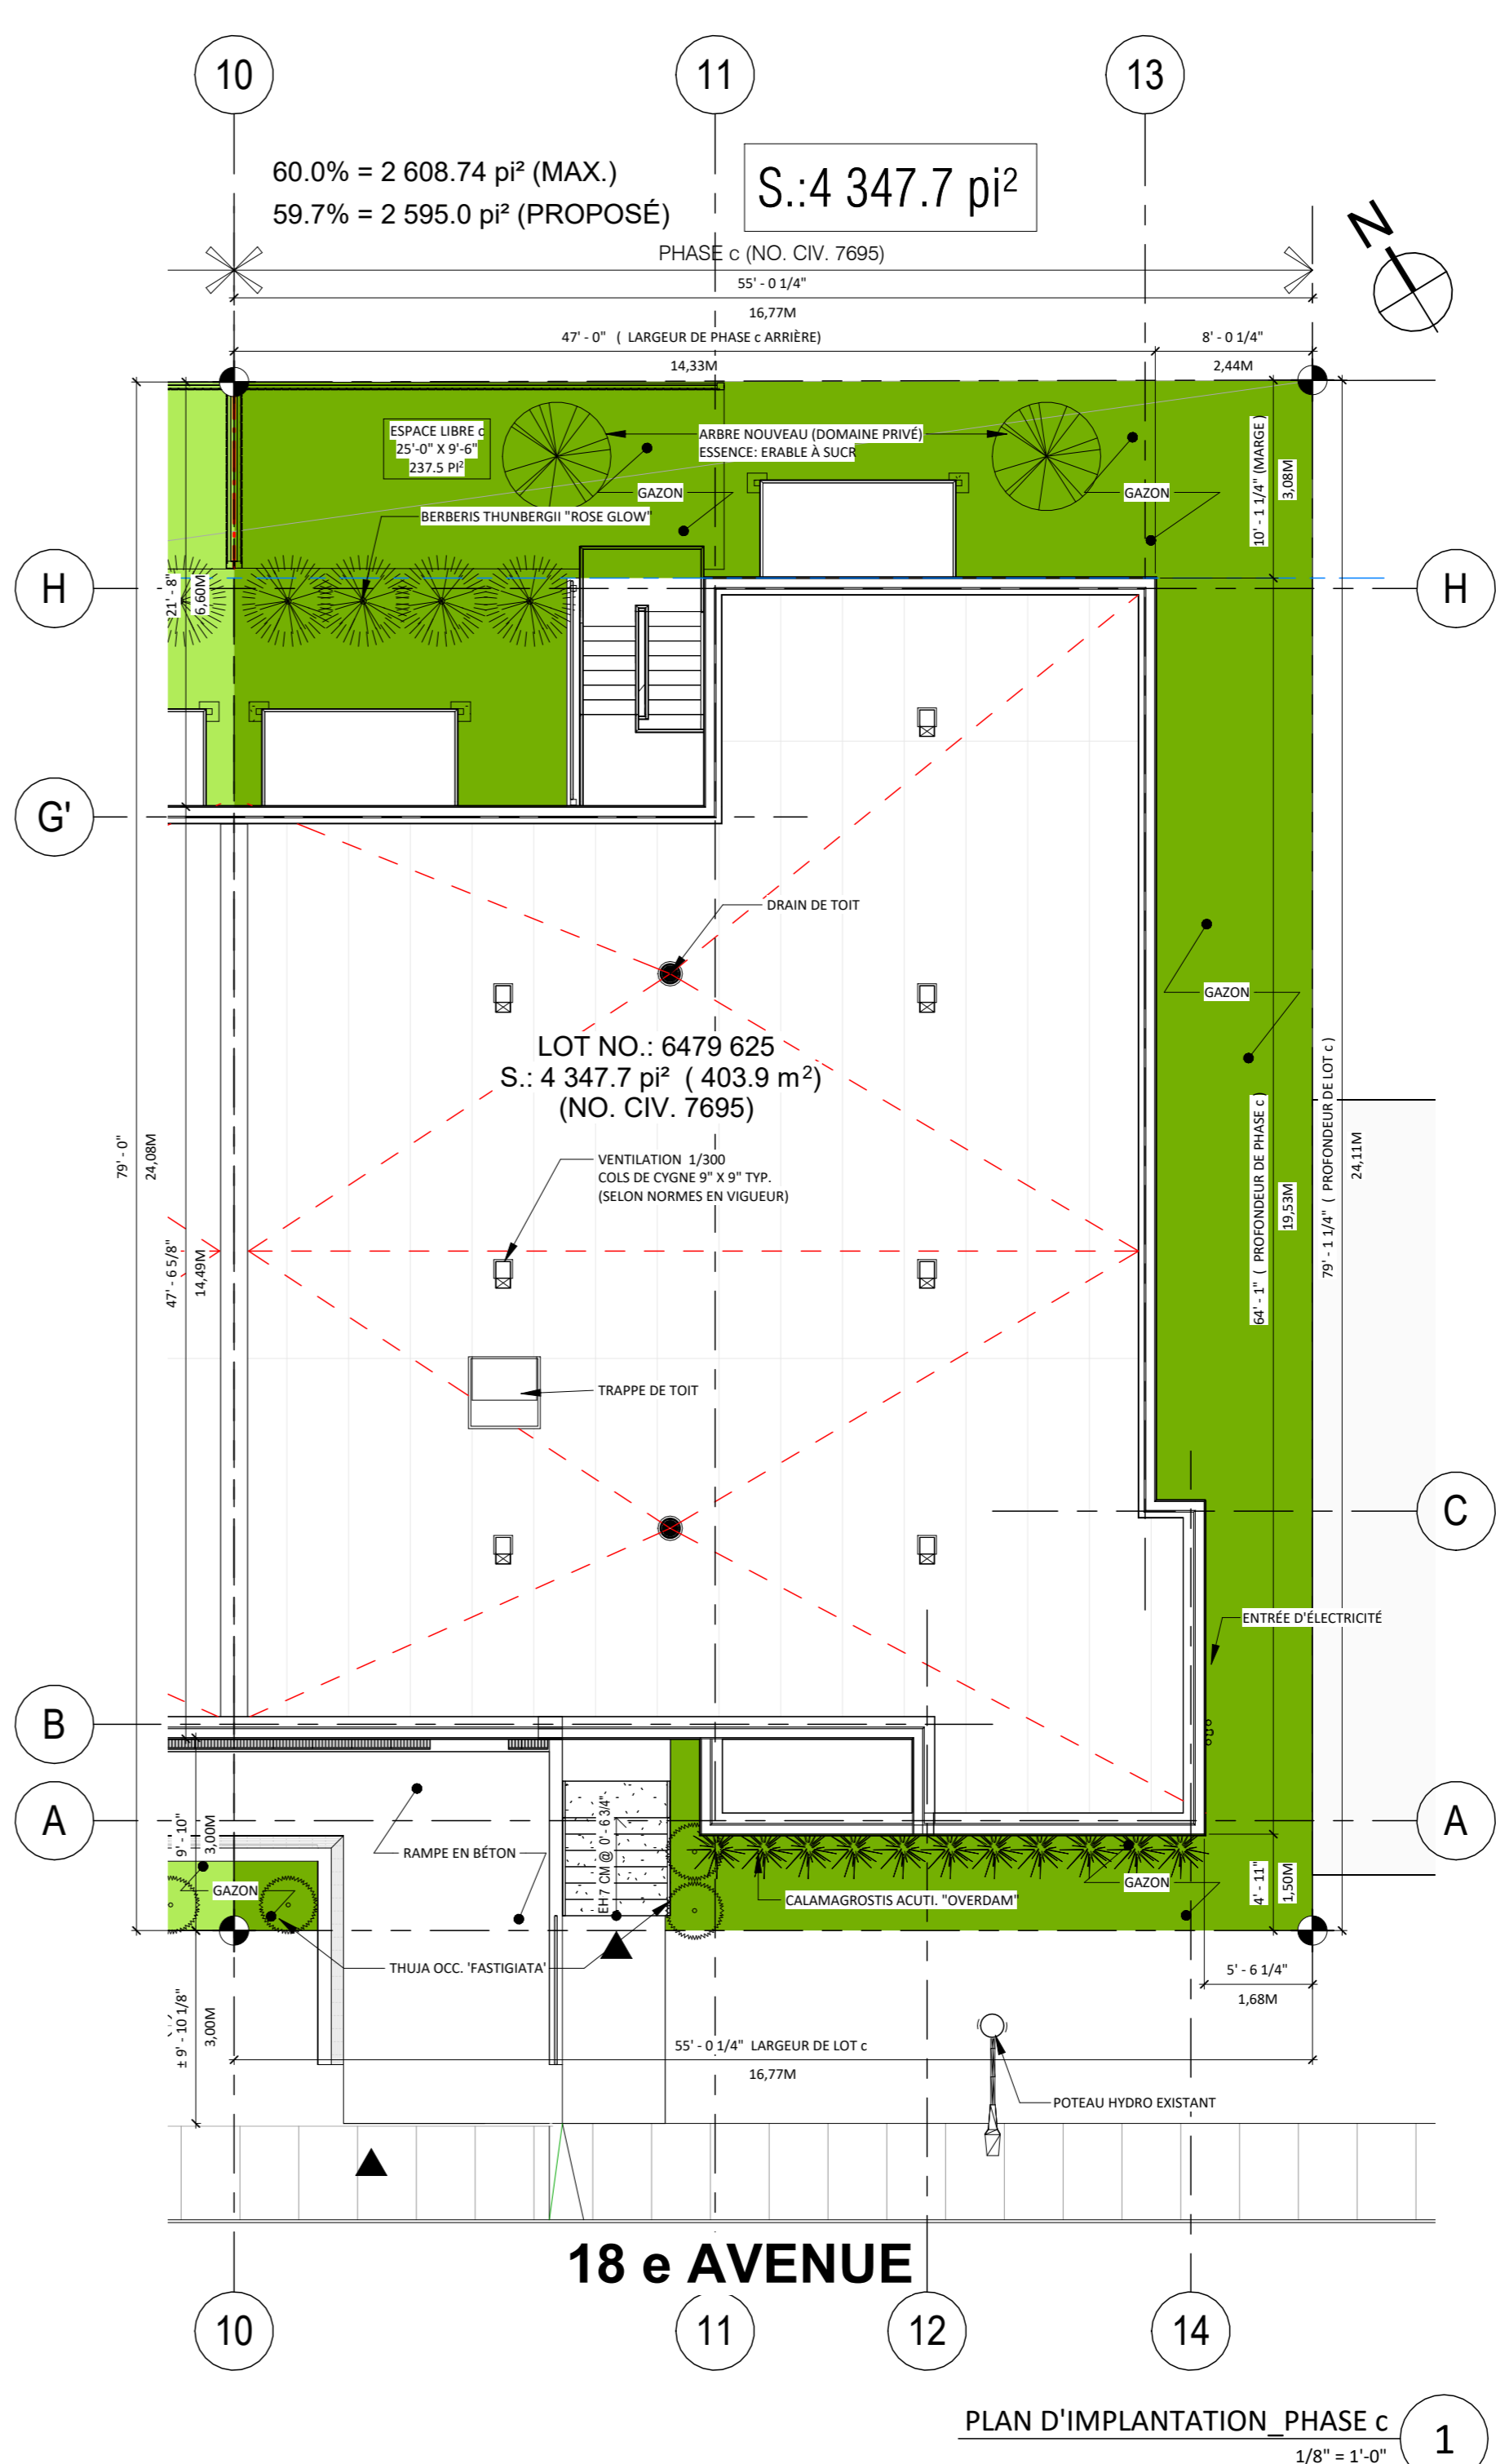 10
11
13
60.0% = 2 608.74 pi² (MAX.)
59.7% = 2 595.0 pi² (PROPOSÉ)
S.:4 347.7 pi²
N
PHASE c (NO. CIV. 7695)
55' - 0 1/4"
16,77M
47' - 0" ( LARGEUR DE PHASE c ARRIÈRE)
14,33M
8' - 0 1/4"
2,44M
ESPACE LIBRE c
25'-0" X 9'-6"
237.5 PI²
ARBRE NOUVEAU (DOMAINE PRIVÉ)
ESSENCE: ERABLE À SUCR
GAZON
GAZON
BERBERIS THUNBERGII "ROSE GLOW"
10' - 1 1/4" (MARGE )
3,08M
H
H
21' - 8"
6,60M
G'
DRAIN DE TOIT
GAZON
LOT NO.: 6479 625
S.: 4 347.7 pi² ( 403.9 m²)
(NO. CIV. 7695)
79' - 0"
24,08M
47' - 6 5/8"
14,49M
VENTILATION 1/300
COLS DE CYGNE 9" X 9" TYP.
(SELON NORMES EN VIGUEUR)
64' - 1" ( PROFONDEUR DE PHASE c )
19,53M
79' - 1 1/4" ( PROFONDEUR DE LOT c )
24,11M
TRAPPE DE TOIT
C
ENTRÉE D'ÉLECTRICITÉ
B
A
A
9' - 10"
3,00M
RAMPE EN BÉTON
EH 7 CM @ 0' - 6 3/4"
GAZON
CALAMAGROSTIS ACUTI. "OVERDAM"
GAZON
4' - 11"
1,50M
THUJA OCC. 'FASTIGIATA'
5' - 6 1/4"
1,68M
± 9' - 10 1/8"
3,00M
55' - 0 1/4" LARGEUR DE LOT c
16,77M
POTEAU HYDRO EXISTANT
18 e AVENUE
10
11
12
14
PLAN D'IMPLANTATION_PHASE c
1/8" = 1'-0"
1